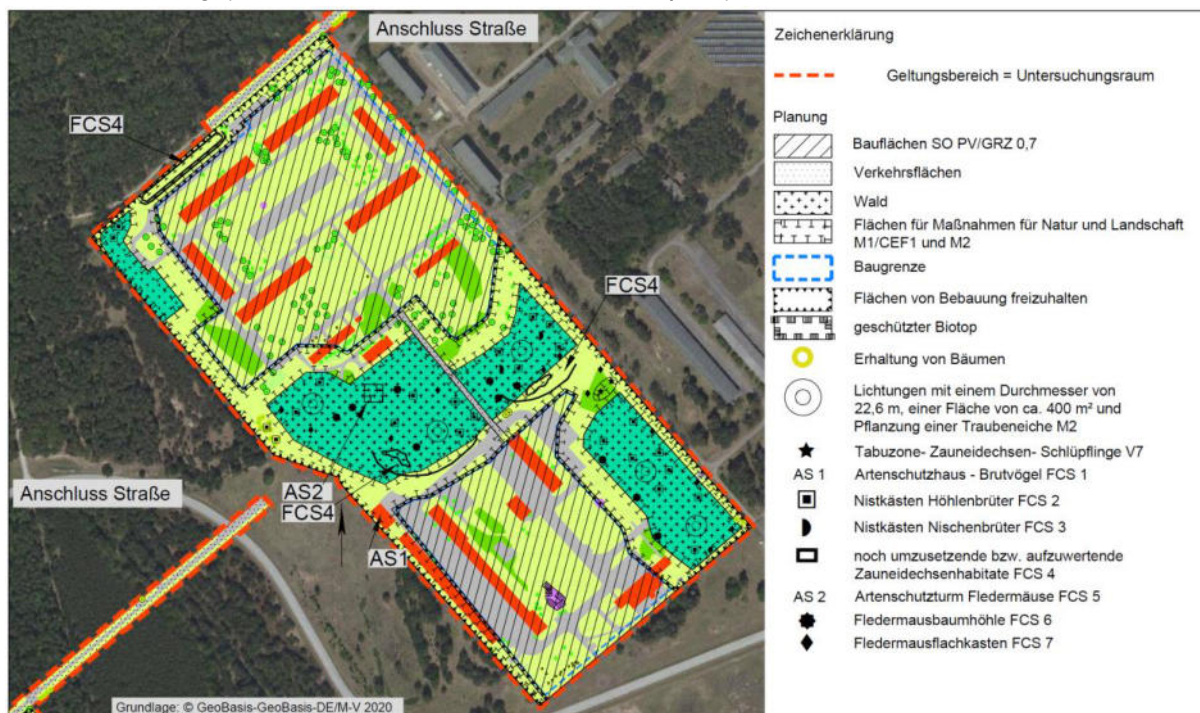 Anschluss Straße
FCS4
FCS4
Anschluss Straße
AS2
FCS4
AS1
Grundlage: © GeoBasis-GeoBasis-DE/M-V 2020
Zeichenerklärung
Geltungsbereich = Untersuchungsraum
Planung
Bauflächen SO PV/GRZ 0,7
Verkehrsflächen
Wald
Flächen für Maßnahmen für Natur und Landschaft
M1/CEF1 und M2
Baugrenze
Flächen von Bebauung freizuhalten
geschützter Biotop
Erhaltung von Bäumen
Lichtungen mit einem Durchmesser von
22,6 m, einer Fläche von ca. 400 m² und
Pflanzung einer Traubeneiche M2
Tabuzone- Zauneidechsen- Schlüpflinge V7
AS 1 Artenschutzhaus - Brutvögel FCS 1
Nistkästen Höhlenbrüter FCS 2
Nistkästen Nischenbrüter FCS 3
noch umzusetzende bzw. aufzuwertende
Zauneidechsenhabitate FCS 4
AS 2 Artenschutzturm Fledermäuse FCS 5
Fledermausbaumhöhle FCS 6
Fledermausflachkasten FCS 7